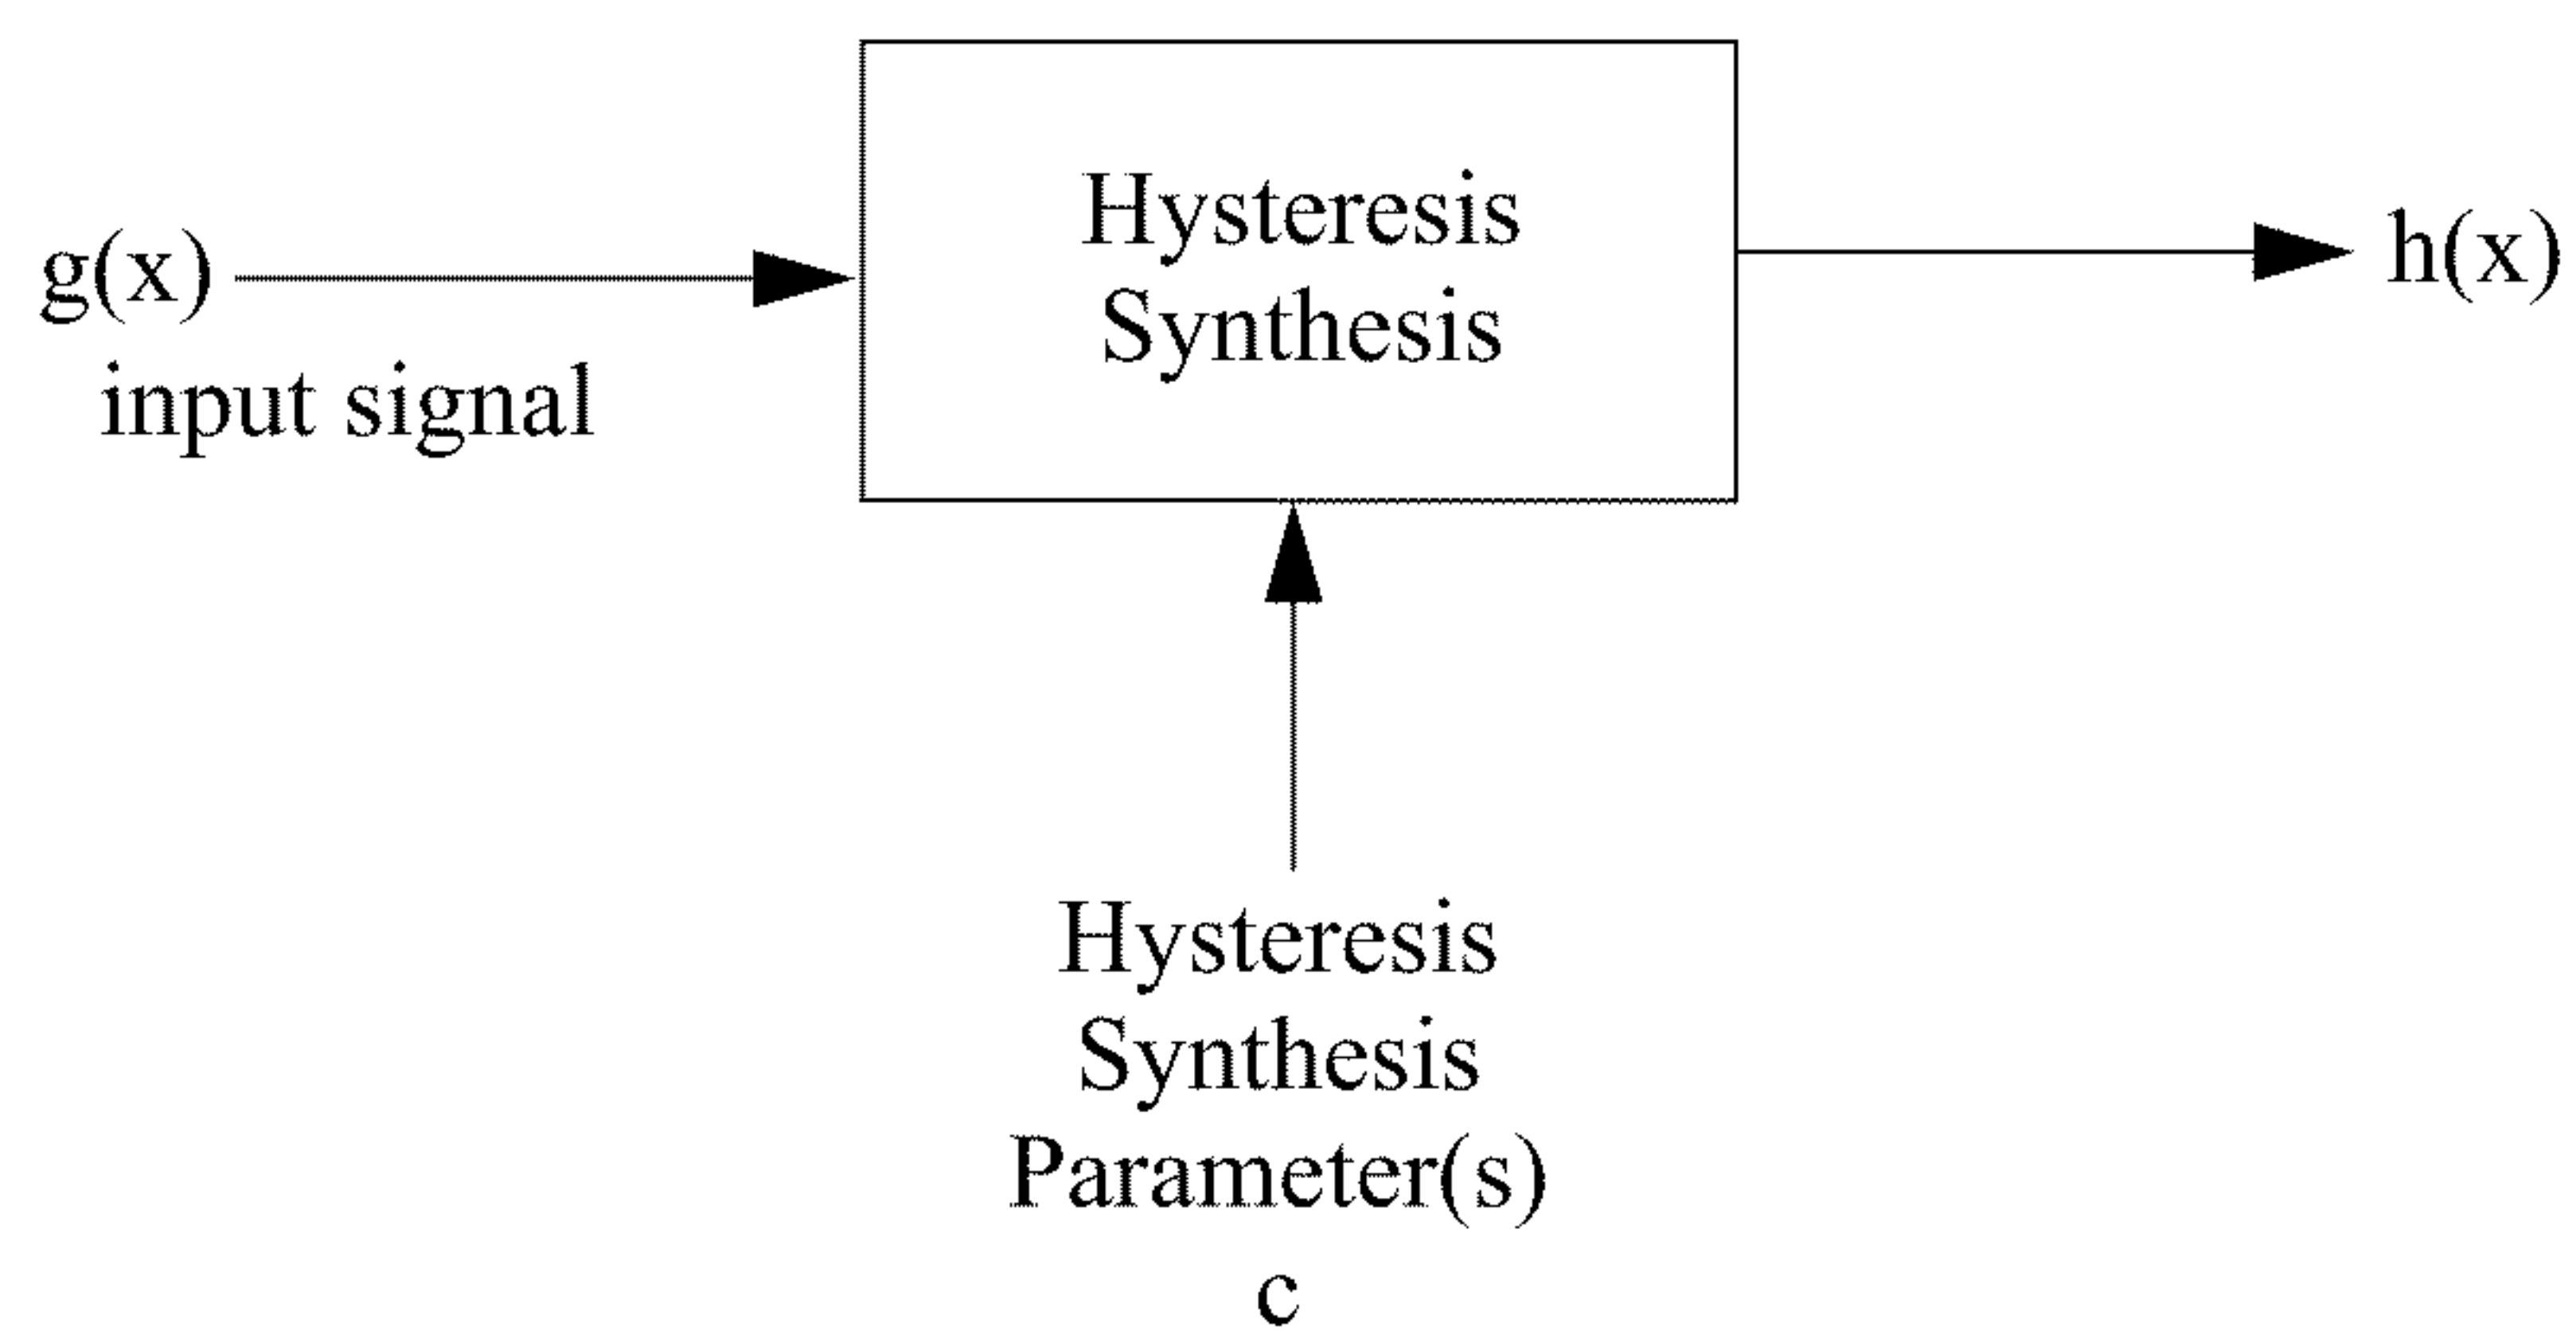 g(x)
input signal
Hysteresis
Synthesis
h(x)
Hysteresis
Synthesis
Parameter(s)
c